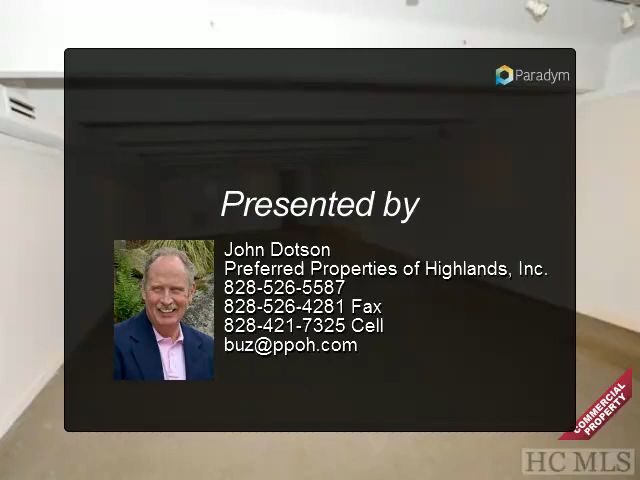 Paradym
Presented by
John Dotson
Preferred Properties of Highlands, Inc.
828-526-5587
828-526-4281 Fax
828-421-7325 Cell
buz@ppoh.com
COMMERCIAL
PROPERTY
HC MLS